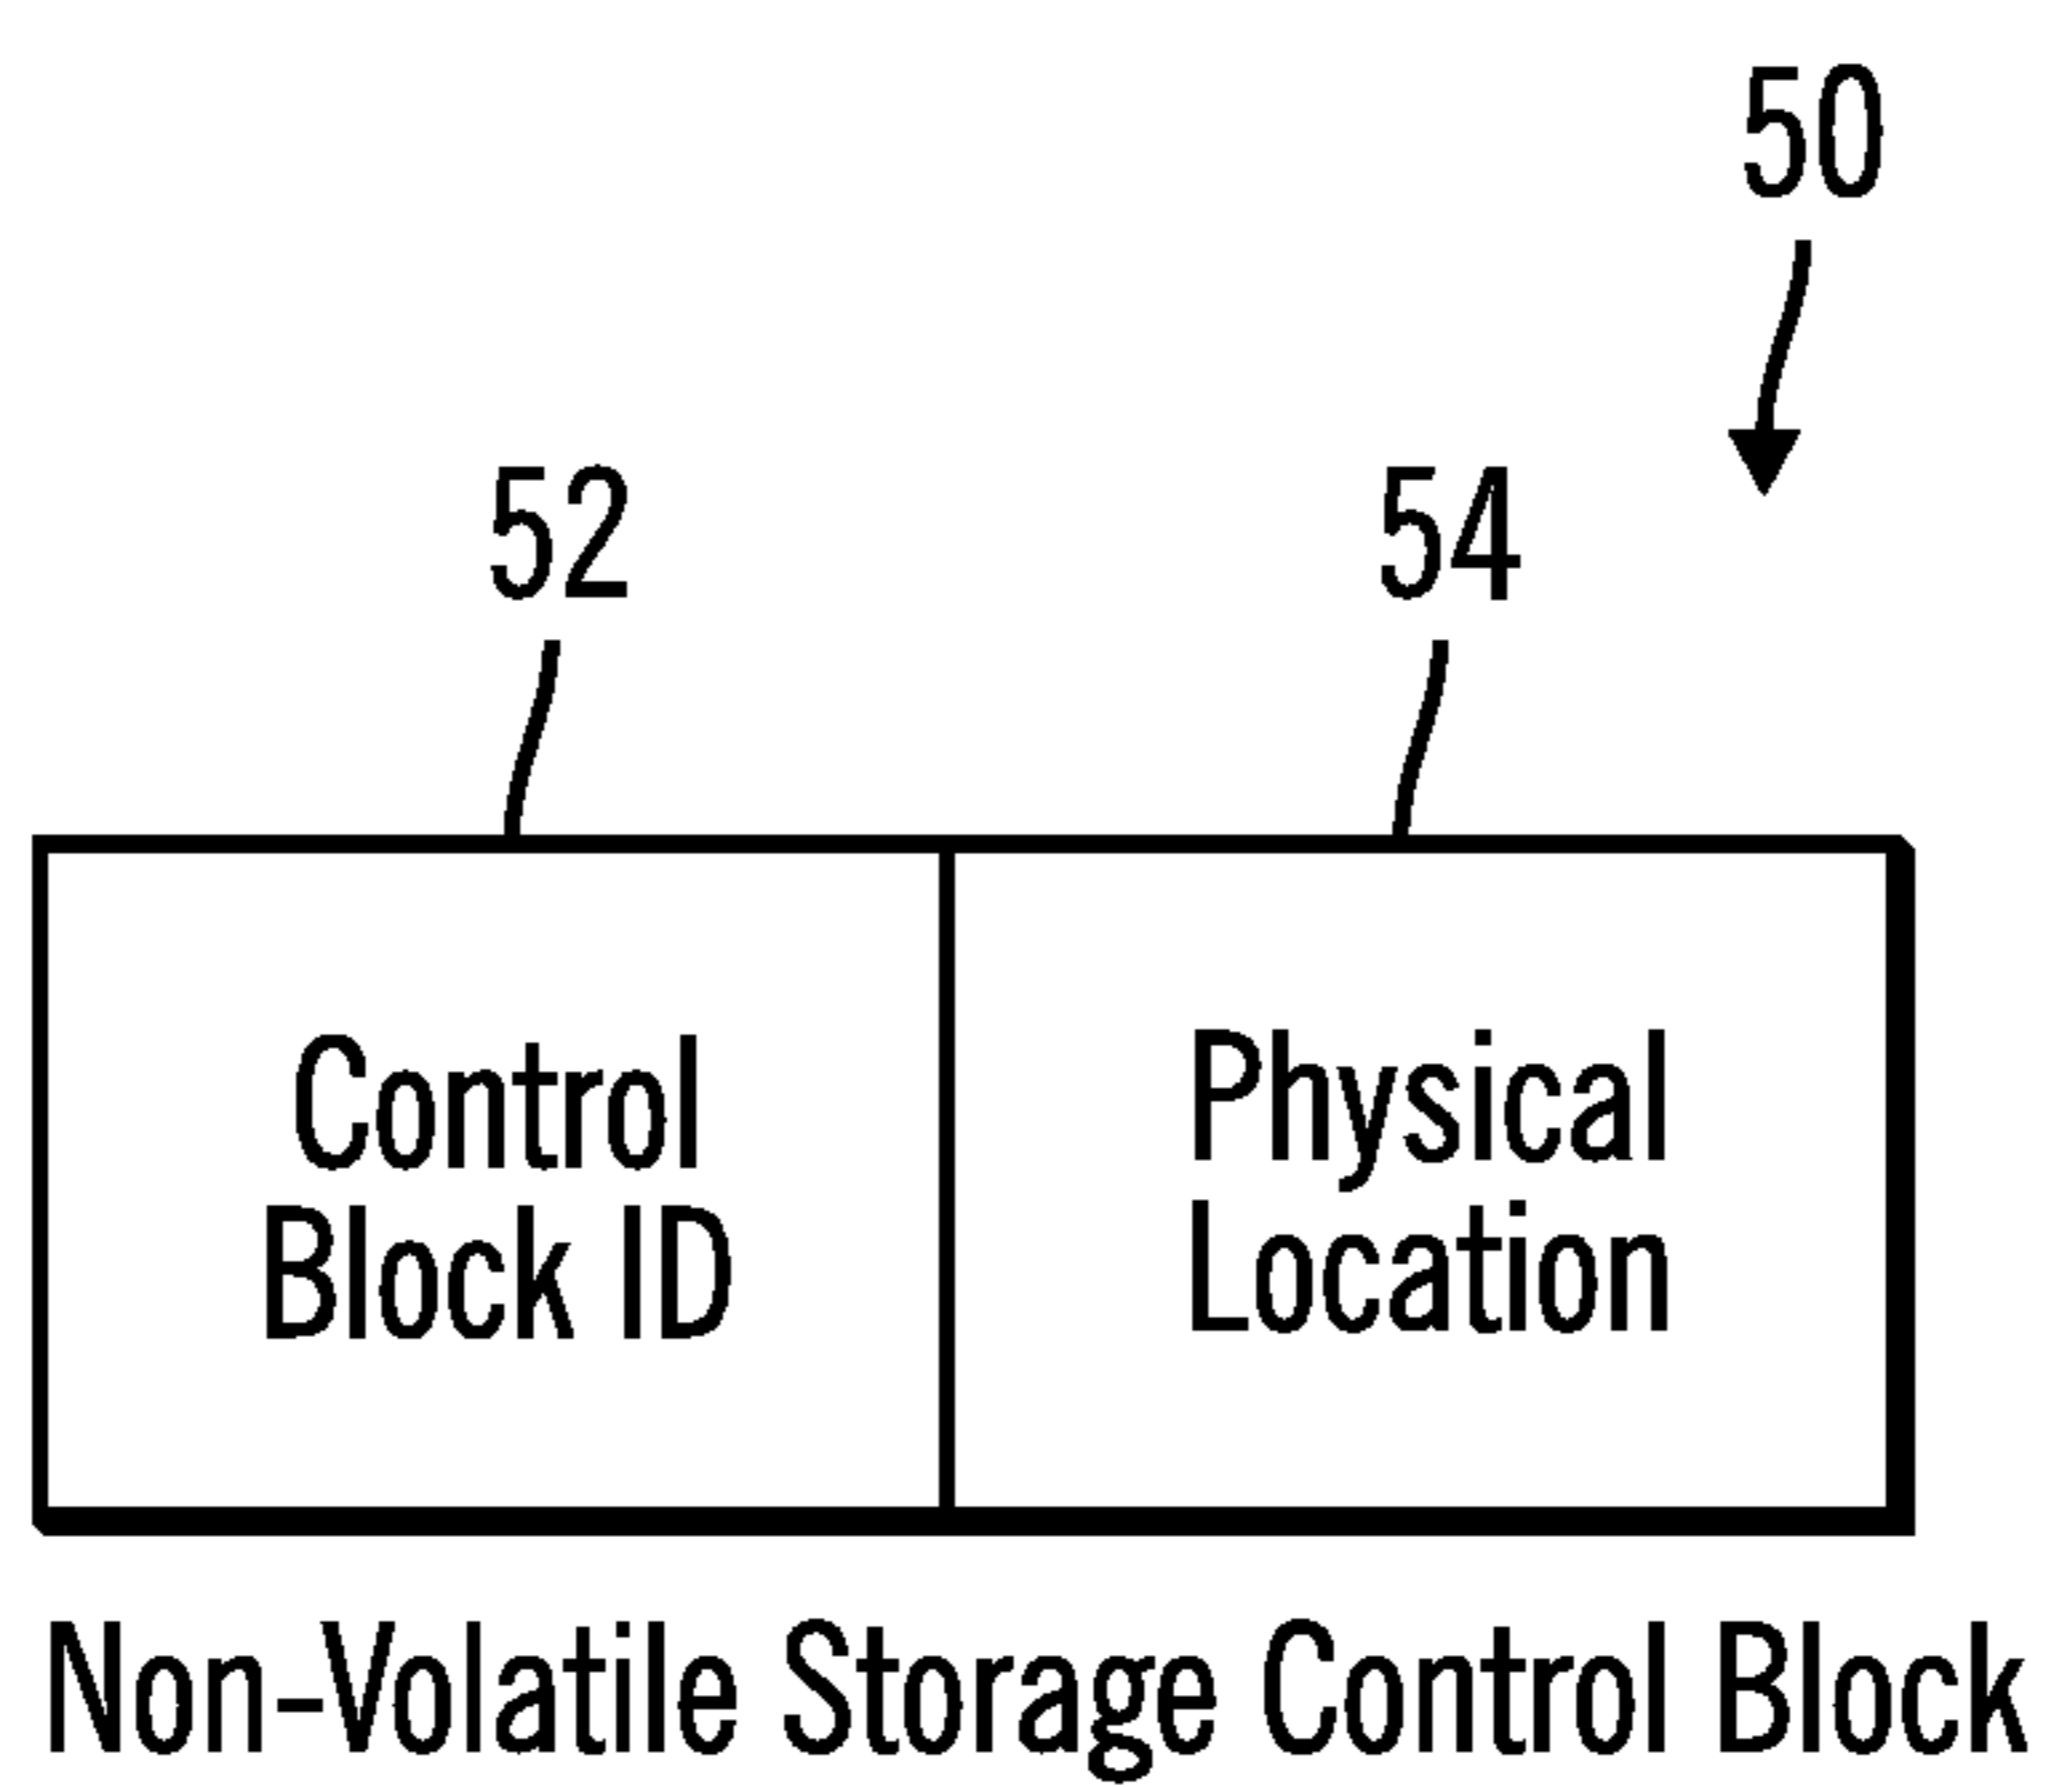 50
52
54
Control
Block ID
Physical
Location
Non-Volatile Storage Control Block